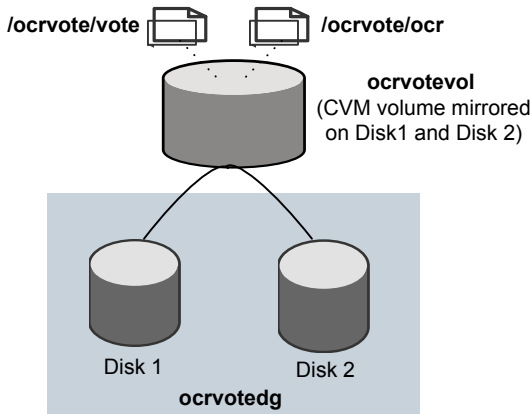 /ocrvote/vote
/ocrvote/ocr
ocrvotevol
(CVM volume mirrored
on Disk1 and Disk 2)
Disk 1
Disk 2
ocrvotedg